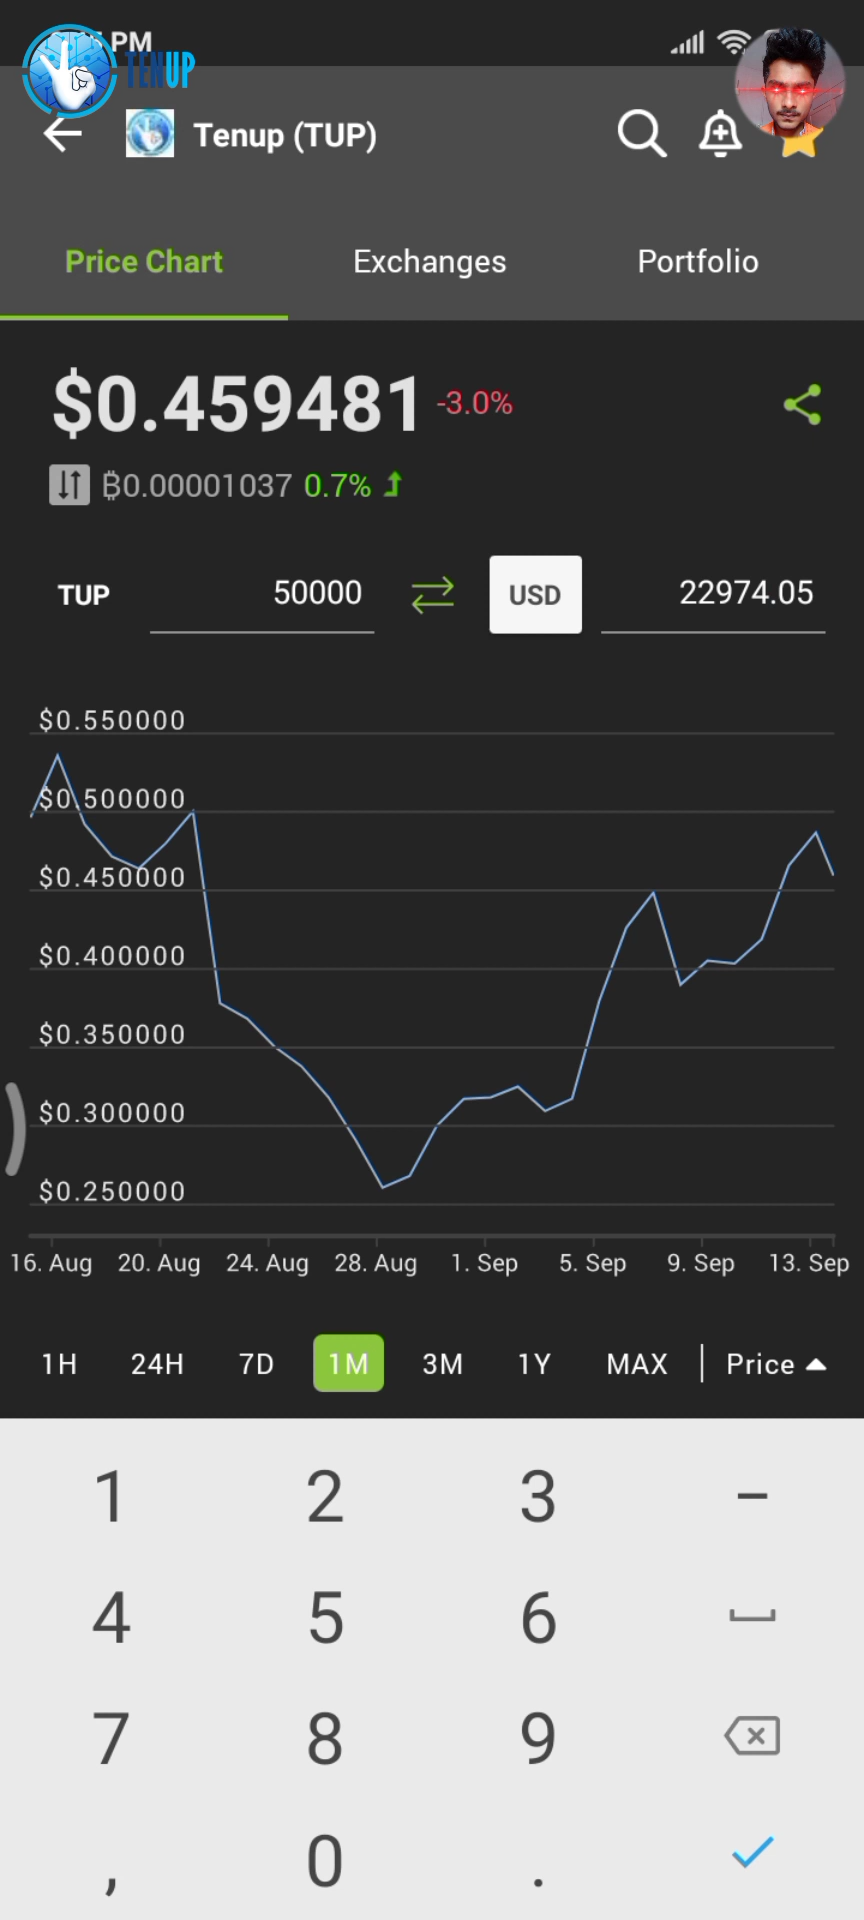 PM
TENUP
Tenup (TUP)
Price Chart Exchanges Portfolio
$0.459481 -3.0%
₿0.00001037 0.7%
TUP 50000 USD 22974.05
$0.550000
$0.500000
$0.450000
$0.400000
$0.350000
$0.300000
$0.250000
16. Aug 20. Aug 24. Aug 28. Aug 1. Sep 5. Sep 9. Sep 13. Sep
1H 24H 7D 1M 3M 1Y MAX | Price
1 2 3 –
4 5 6
7 8 9
, 0 .